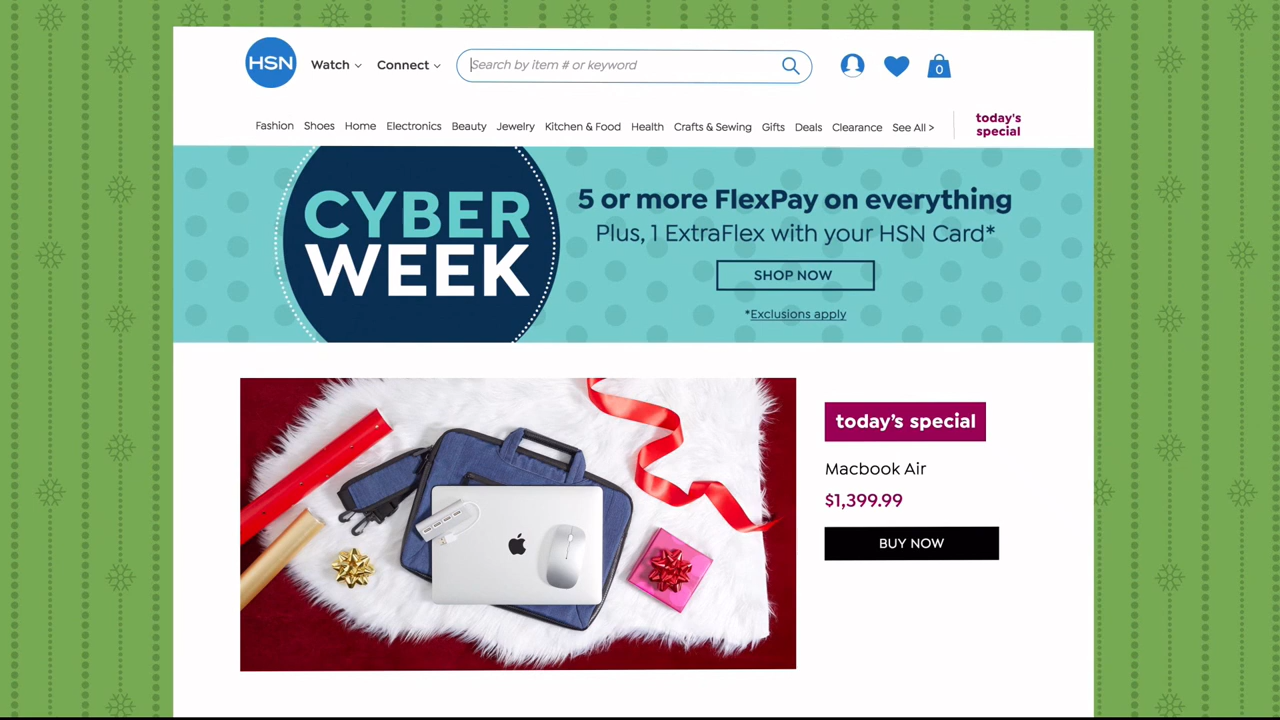 HSN
Watch
Connect
Search by item # or keyword
0
Fashion Shoes Home Electronics Beauty Jewelry Kitchen & Food Health Crafts & Sewing Gifts Deals Clearance See All >
today's
special
CYBER
WEEK
5 or more FlexPay on everything
Plus, 1 ExtraFlex with your HSN Card*
SHOP NOW
*Exclusions apply
today's special
Macbook Air
$1,399.99
BUY NOW